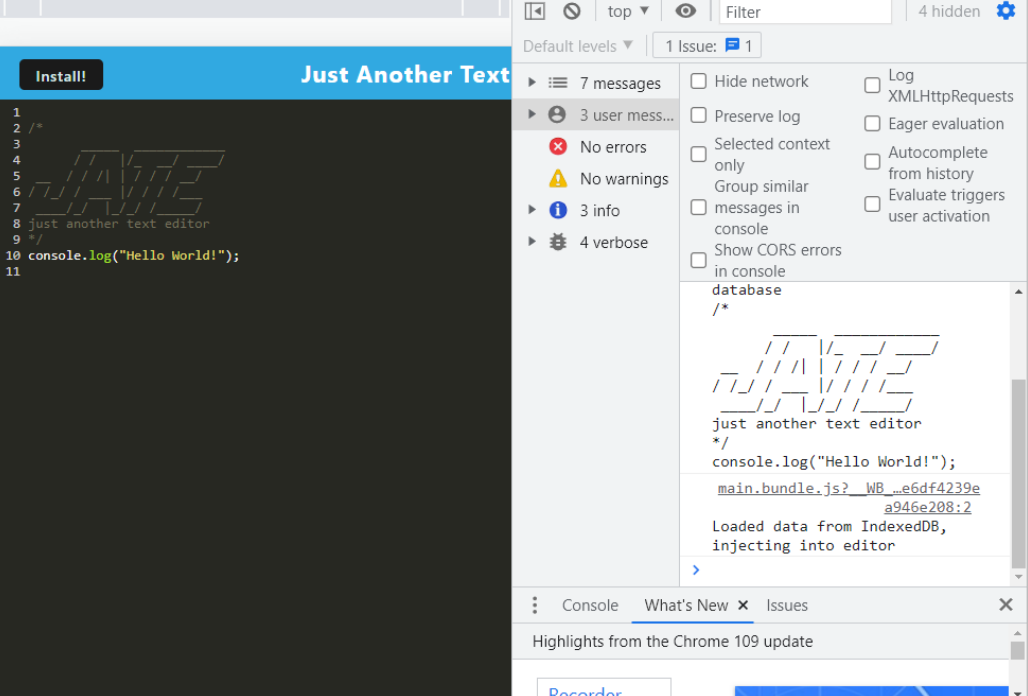 top ▼
Filter
4 hidden
Default levels ▼
1 Issue: 1
Install!
Just Another Text
1
2 /*
3      _____  ____________
4     / /   |/_  __/ ____/
5  __  / / /| | / / / __/
6 / /_/ / ___ |/ / / /___
7  ____/_/  |_/_/ /_____/
8 just another text editor
9 */
10 console.log("Hello World!");
11
7 messages
3 user mess...
No errors
No warnings
3 info
4 verbose
Hide network
Preserve log
Selected context
only
Group similar
messages in
console
Show CORS errors
in console
Log
XMLHttpRequests
Eager evaluation
Autocomplete
from history
Evaluate triggers
user activation
database
/*
      _____  ____________
     / /   |/_  __/ ____/
 __  / / /| | / / / __/
/ /_/ / ___ |/ / / /___
 ____/_/  |_/_/ /_____/
just another text editor
*/
console.log("Hello World!");
main.bundle.js?__WB_…e6df4239e
a946e208:2
Loaded data from IndexedDB,
injecting into editor
Console
What's New
Issues
Highlights from the Chrome 109 update
Recorder